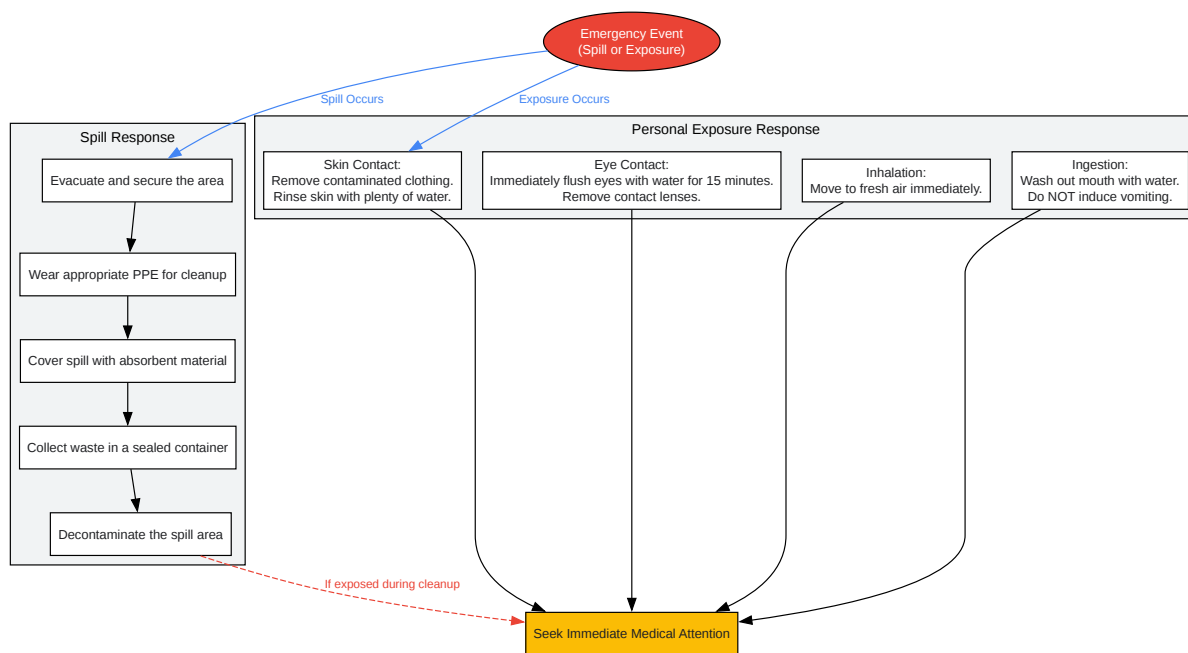 Emergency Event
(Spill or Exposure)
Spill Occurs
Exposure Occurs
Spill Response
Evacuate and secure the area
Wear appropriate PPE for cleanup
Cover spill with absorbent material
Collect waste in a sealed container
Decontaminate the spill area
Personal Exposure Response
Skin Contact:
Remove contaminated clothing.
Rinse skin with plenty of water.
Eye Contact:
Immediately flush eyes with water for 15 minutes.
Remove contact lenses.
Inhalation:
Move to fresh air immediately.
Ingestion:
Wash out mouth with water.
Do NOT induce vomiting.
If exposed during cleanup
Seek Immediate Medical Attention